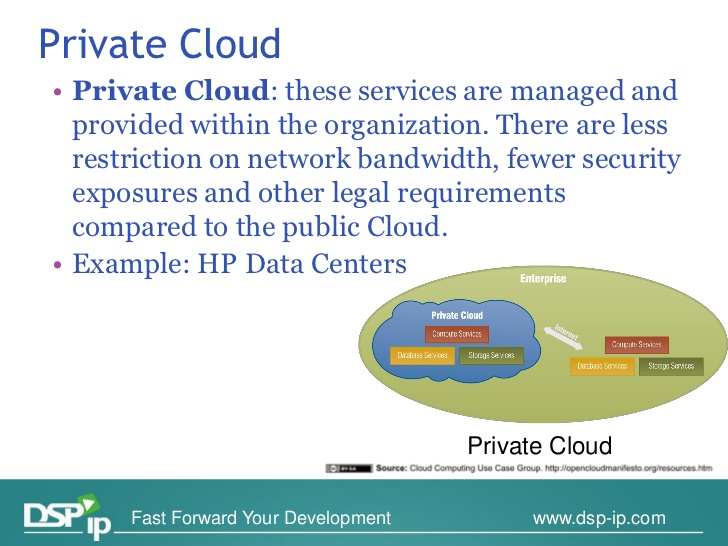 Private Cloud
• Private Cloud: these services are managed and
provided within the organization. There are less
restriction on network bandwidth, fewer security
exposures and other legal requirements
compared to the public Cloud.
• Example: HP Data Centers
Enterprise
Private Cloud
Compute Services
Database Services
Storage Services
Internet
Compute Services
Database Services
Storage Services
Private Cloud
Source: Cloud Computing Use Case Group. http://opencloudmanifesto.org/resources.htm
DSP ip
Fast Forward Your Development
www.dsp-ip.com